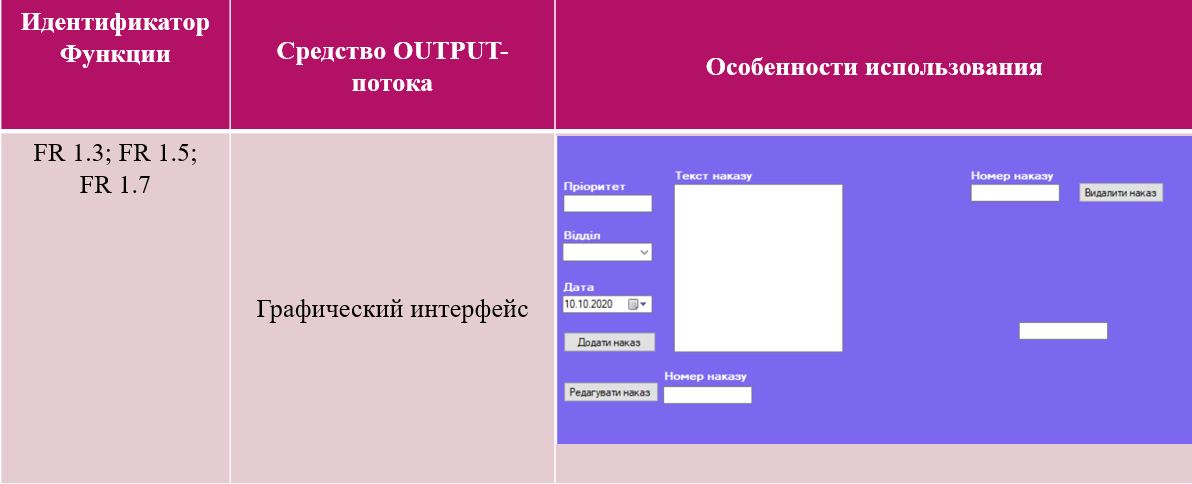 Идентификатор
Функции
Средство OUTPUT-
потока
Особенности использования
FR 1.3; FR 1.5;
FR 1.7
Графический интерфейс
Пріоритет
Відділ
Дата
10.10.2020
Додати наказ
Редагувати наказ
Текст наказу
Номер наказу
Номер наказу
Видалити наказ